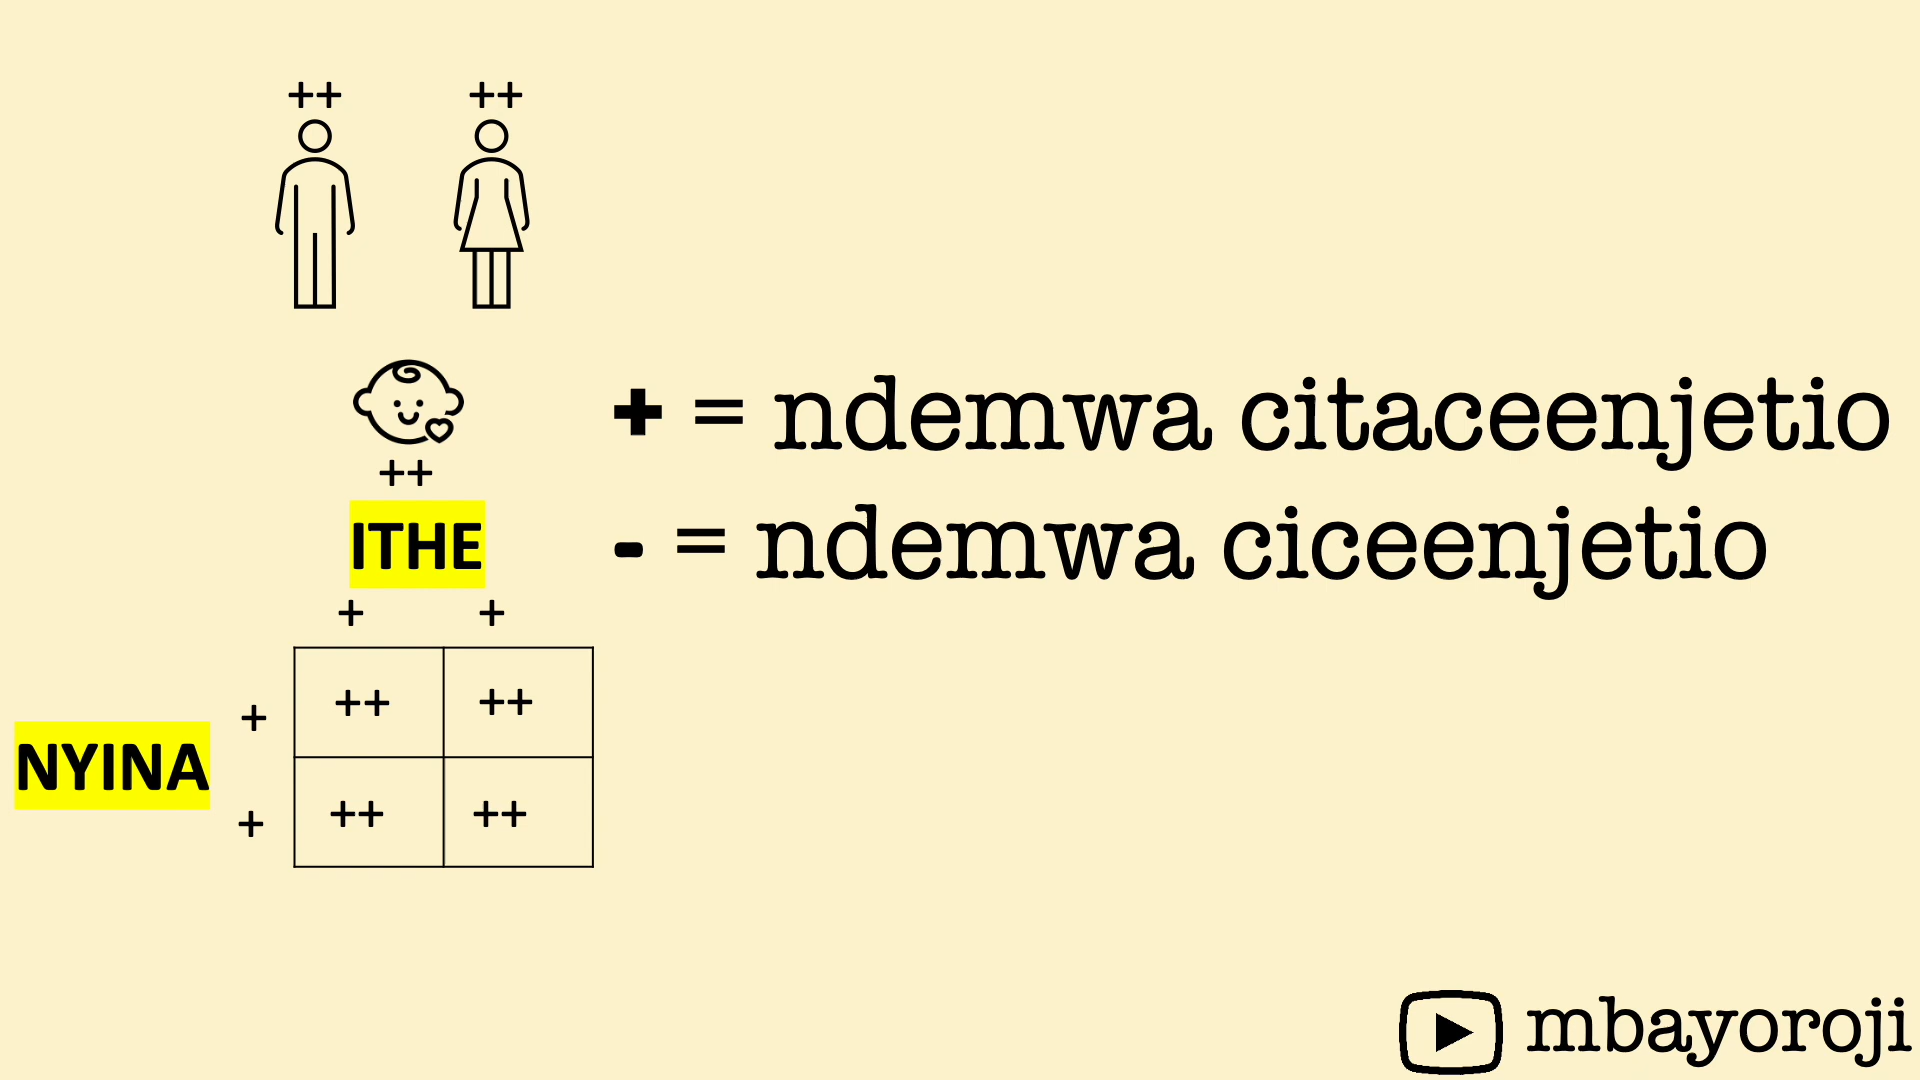 ++ ++
++
+ = ndemwa citaceenjetio
- = ndemwa ciceenjetio
ITHE
+ +
+ ++ ++
NYINA
+ ++ ++
mbayoroji